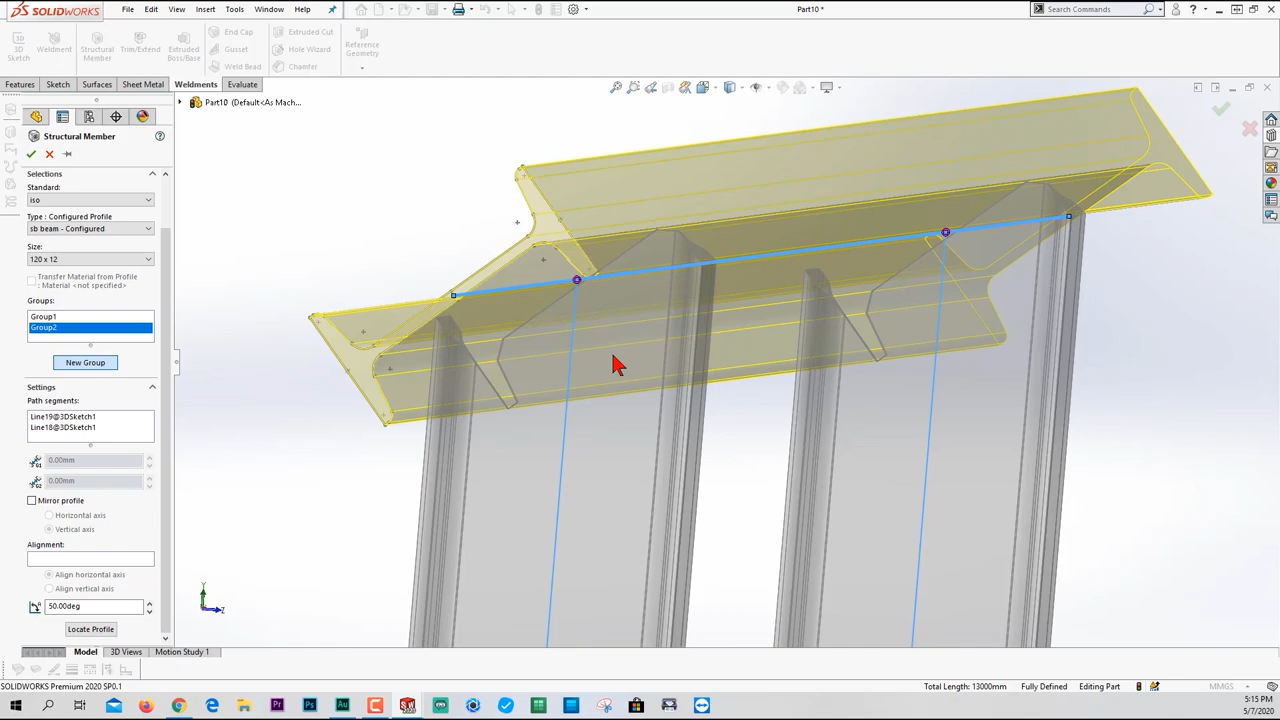 SOLIDWORKS File Edit View Insert Tools Window Help Part10 * Search Commands
3D Sketch Weldment Structural Member Trim/Extend Extruded Boss/Base End Cap Gusset Weld Bead Extruded Cut Hole Wizard Chamfer Reference Geometry
Features Sketch Surfaces Sheet Metal Weldments Evaluate
Part10 (Default<As Mach...
Structural Member
Selections
Standard:
iso
Type : Configured Profile
sb beam - Configured
Size:
120 x 12
Transfer Material from Profile
: Material <not specified>
Groups:
Group1
Group2
New Group
Settings
Path segments:
Line19@3DSketch1
Line18@3DSketch1
0.00mm
0.00mm
Mirror profile
Horizontal axis
Vertical axis
Alignment:
Align horizontal axis
Align vertical axis
50.00deg
Locate Profile
Y
Z
Model 3D Views Motion Study 1
SOLIDWORKS Premium 2020 SP0.1 Total Length: 13000mm Fully Defined Editing Part MMGS
5:15 PM
5/7/2020